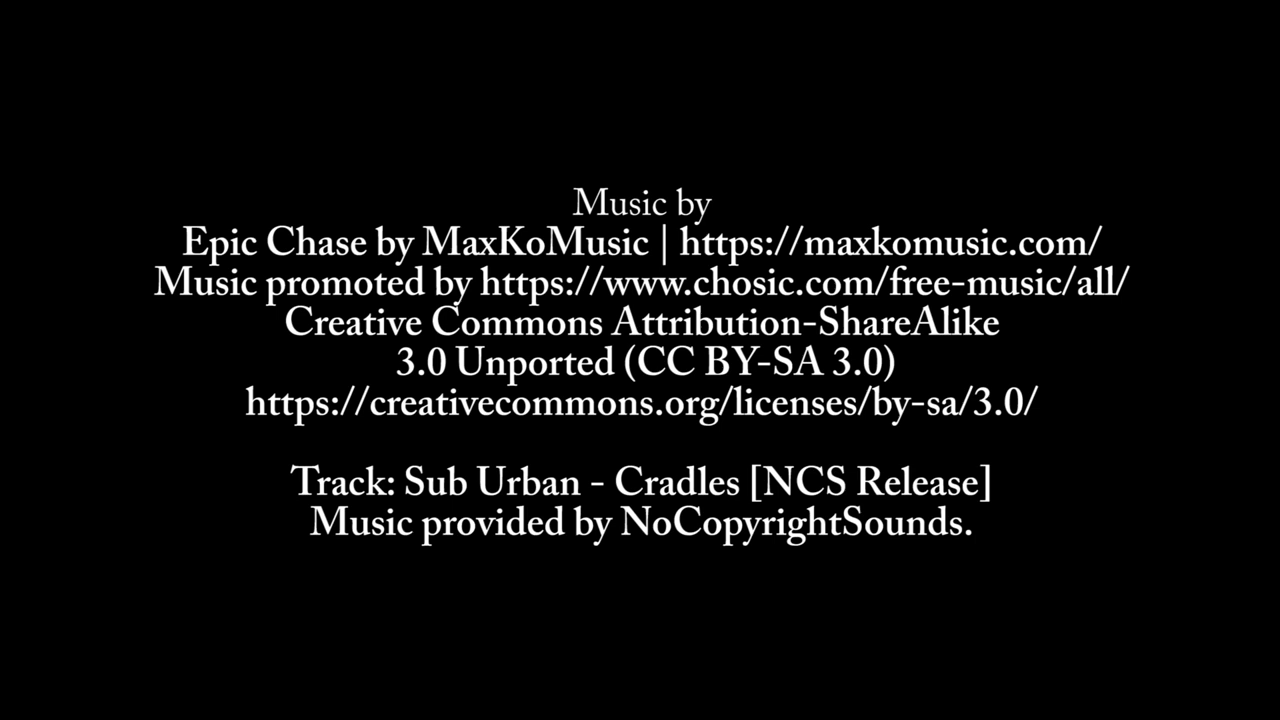 Music by
Epic Chase by MaxKoMusic | https://maxkomusic.com/
Music promoted by https://www.chosic.com/free-music/all/
Creative Commons Attribution-ShareAlike
3.0 Unported (CC BY-SA 3.0)
https://creativecommons.org/licenses/by-sa/3.0/
Track: Sub Urban - Cradles [NCS Release]
Music provided by NoCopyrightSounds.